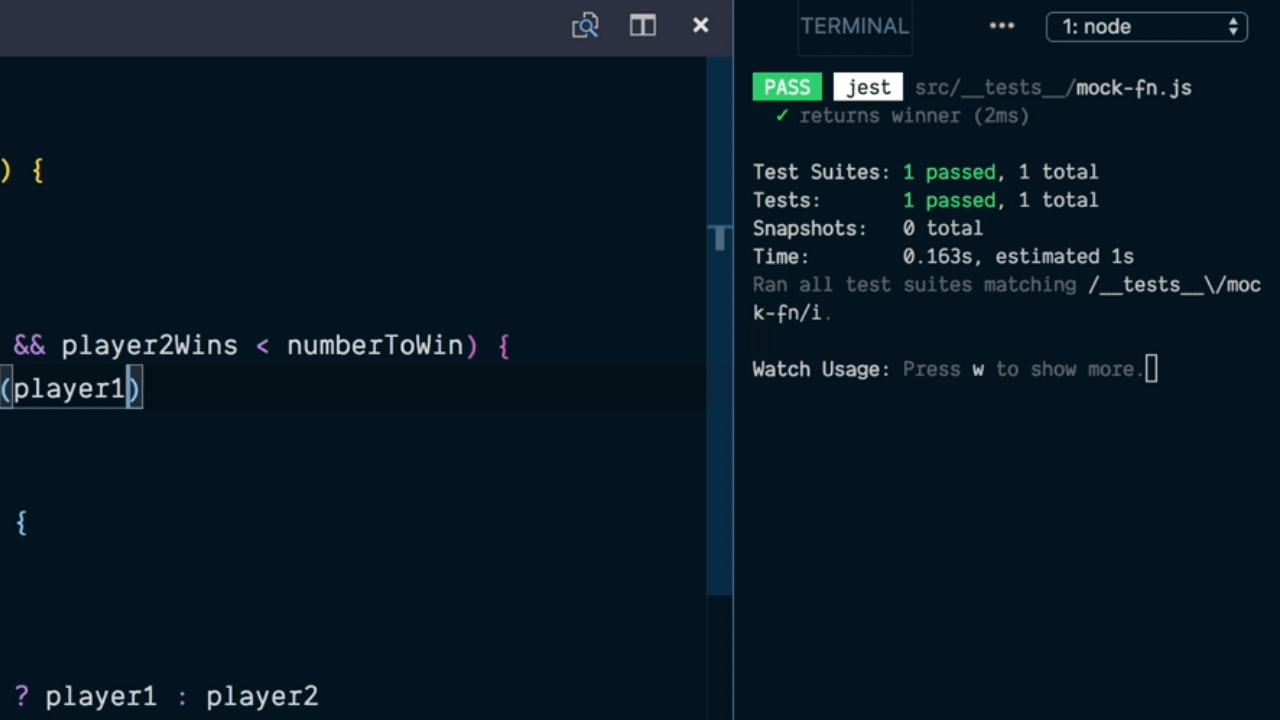 TERMINAL ••• 1: node
PASS jest src/__tests__/mock-fn.js
✓ returns winner (2ms)
) {
Test Suites: 1 passed, 1 total
Tests: 1 passed, 1 total
Snapshots: 0 total
Time: 0.163s, estimated 1s
Ran all test suites matching /__tests__\/moc
k-fn/i.
Watch Usage: Press w to show more.
&& player2Wins < numberToWin) {
(player1)
{
? player1 : player2